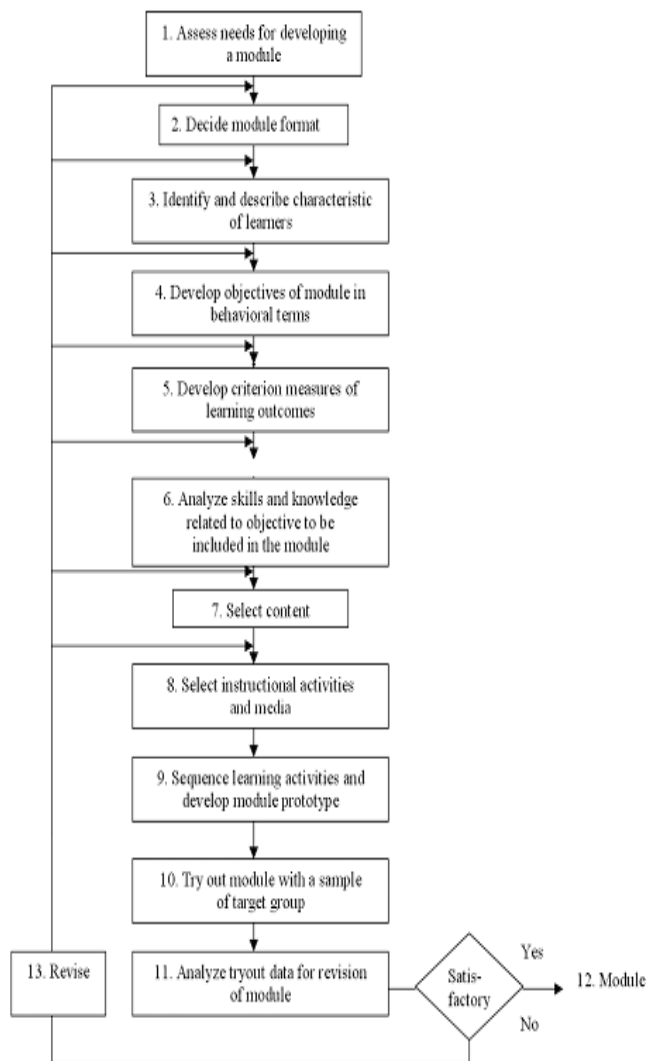 1. Assess needs for developing
a module
2. Decide module format
3. Identify and describe characteristic
of learners
4. Develop objectives of module in
behavioral terms
5. Develop criterion measures of
learning outcomes
6. Analyze skills and knowledge
related to objective to be
included in the module
7. Select content
8. Select instructional activities
and media
9. Sequence learning activities and
develop module prototype
10. Try out module with a sample
of target group
11. Analyze tryout data for revision
of module
Satis-
factory
Yes
12. Module
No
13. Revise